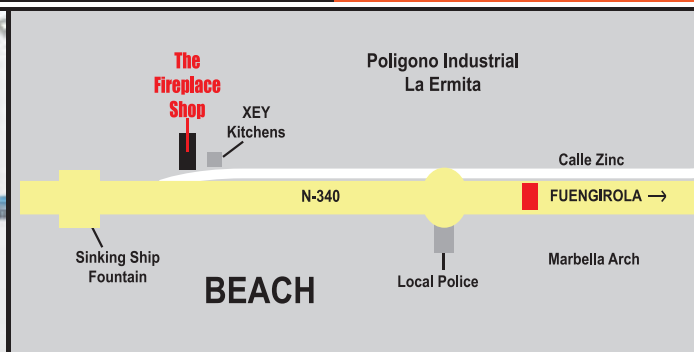 The
Fireplace
Shop
XEY
Kitchens
Poligono Industrial
La Ermita
Calle Zinc
N-340
FUENGIROLA →
Sinking Ship
Fountain
BEACH
Local Police
Marbella Arch